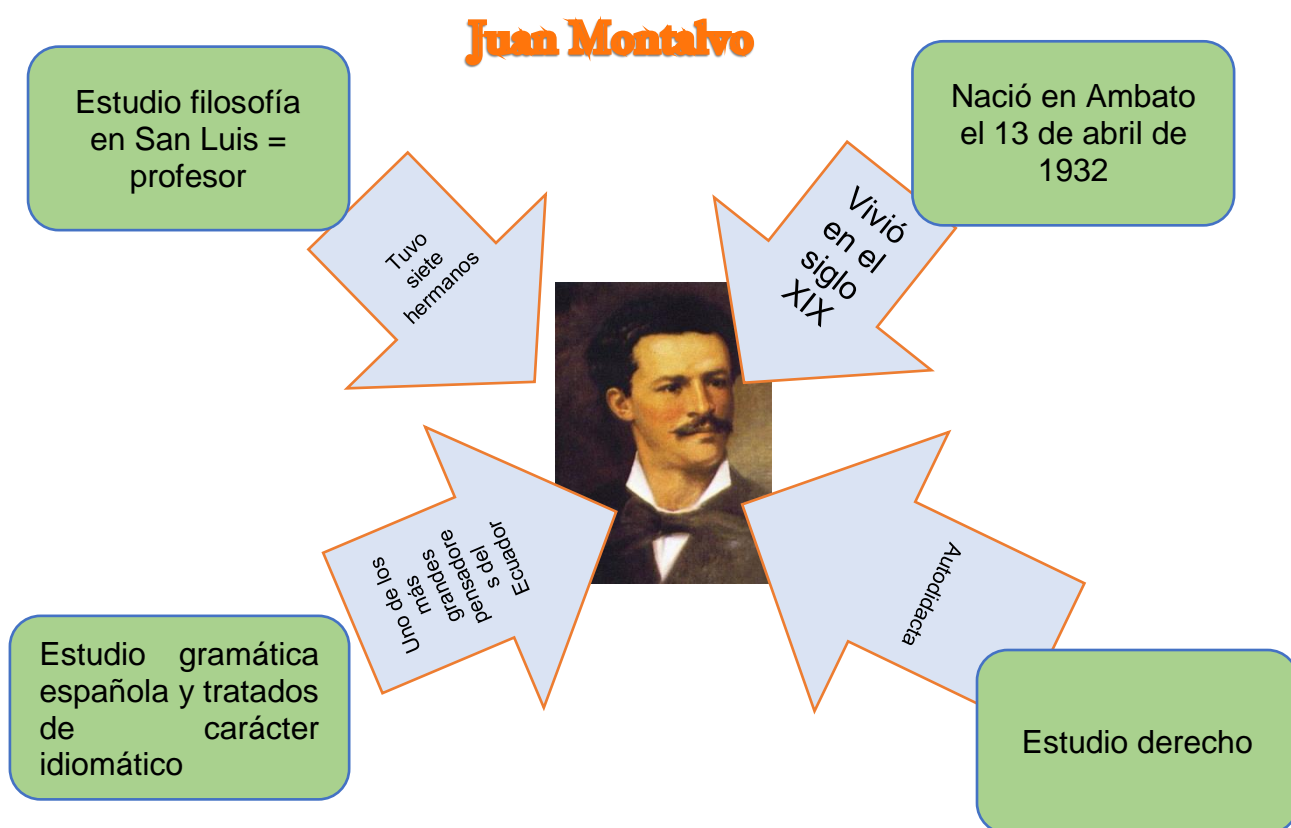 Juan Montalvo
Estudio filosofía
en San Luis =
profesor
Nació en Ambato
el 13 de abril de
1932
Tuvo
siete
hermanos
Vivió
en el
siglo
XIX
Uno de los
más
grandes
pensadore
s del
Ecuador
Autodidacta
Estudio gramática
española y tratados
de carácter
idiomático
Estudio derecho